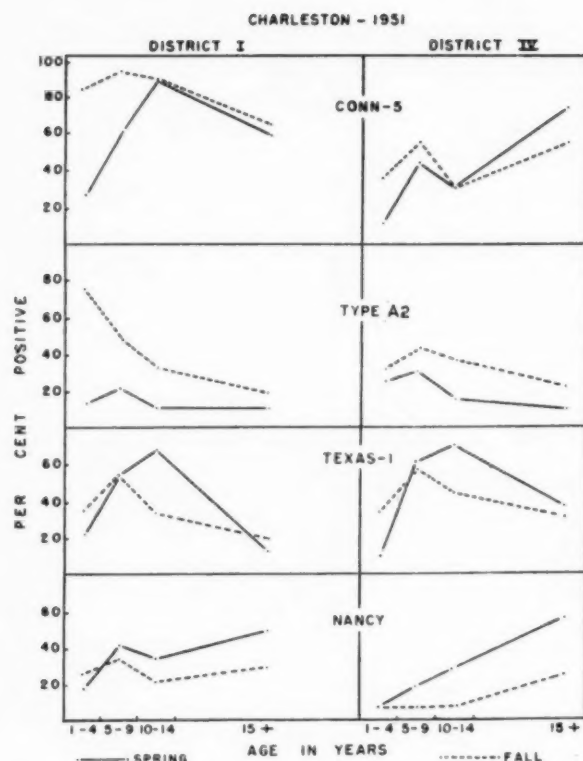 CHARLESTON - 1951
DISTRICT I DISTRICT IV
PER CENT POSITIVE
100
80
60
40
20
CONN-5
80
40
20
TYPE A2
60
40
20
TEXAS-1
60
40
20
NANCY
1-4 5-9 10-14 15+ 1-4 5-9 10-14 15+
AGE IN YEARS
SPRING FALL